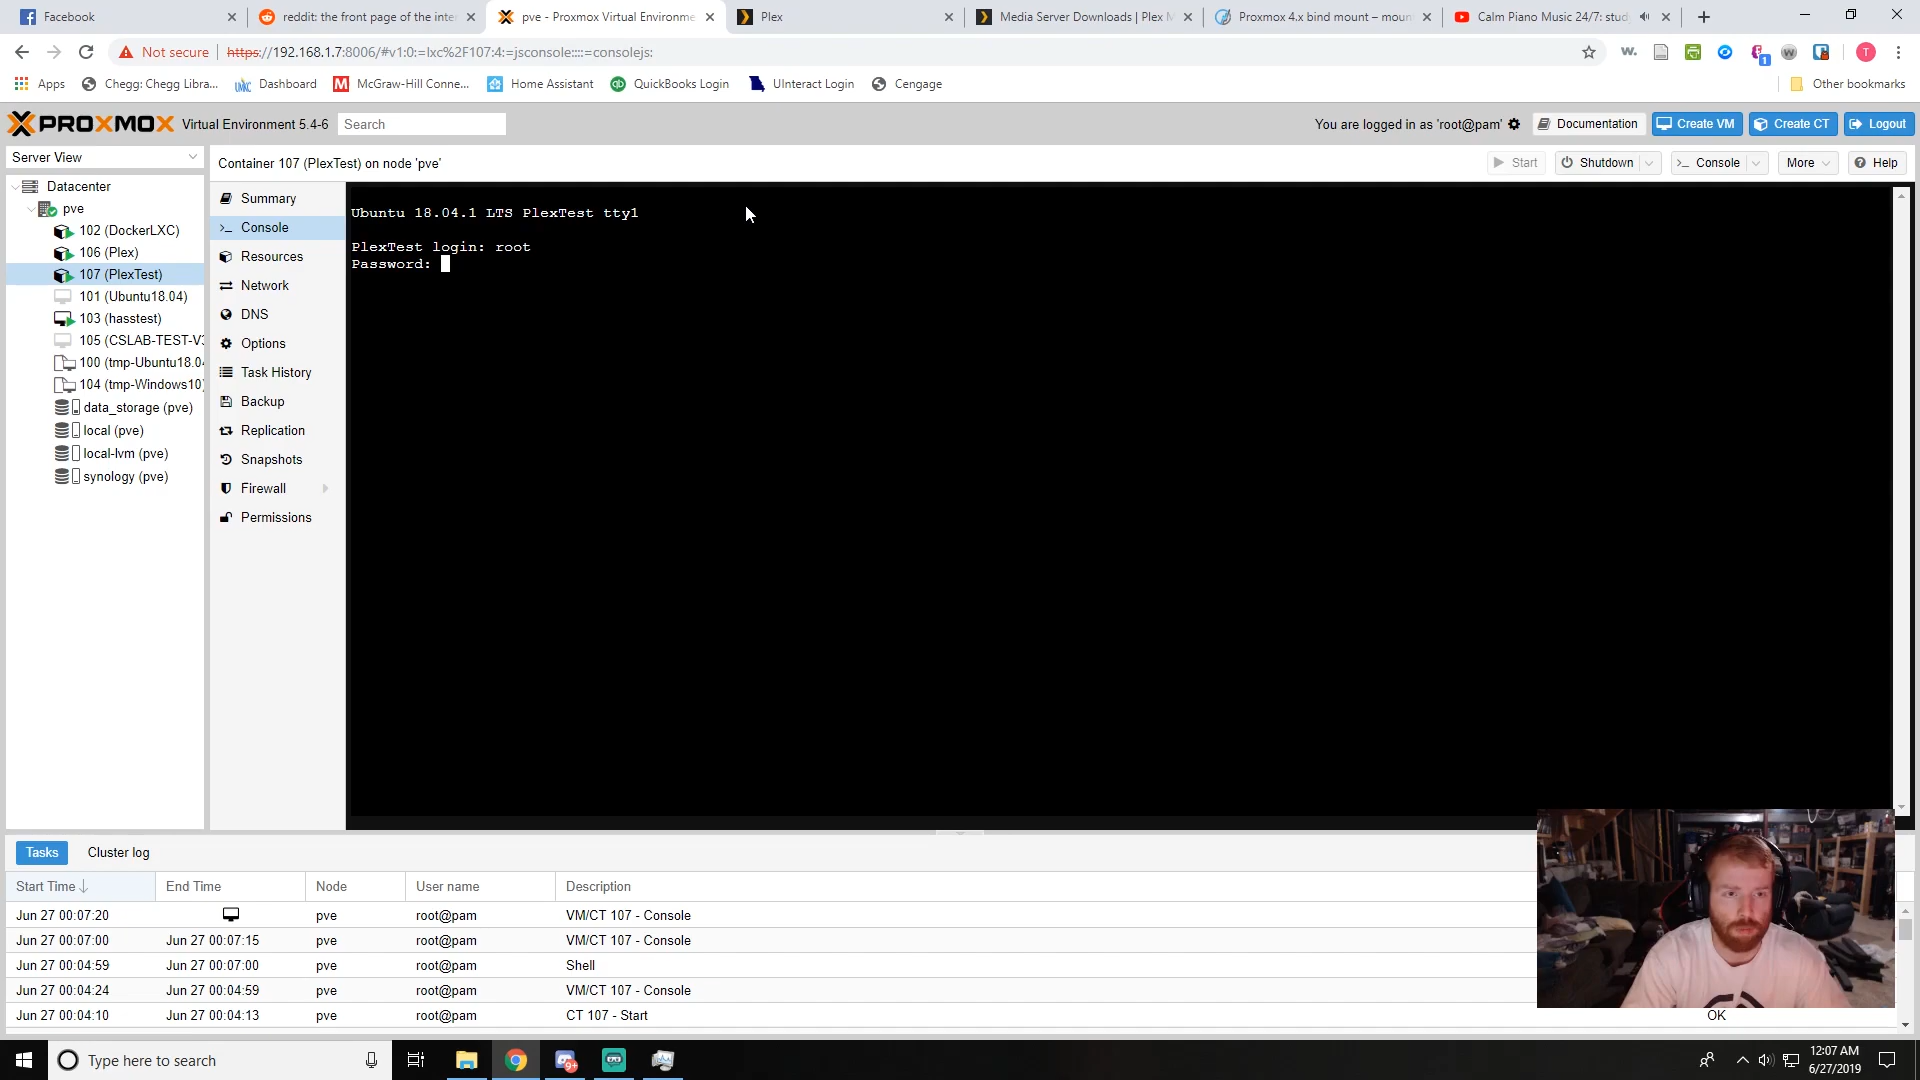 Facebook
reddit: the front page of the inte
pve - Proxmox Virtual Environme
Plex
Media Server Downloads | Plex M
Proxmox 4.x bind mount – moun
Calm Piano Music 24/7: stud
Not secure
https://192.168.1.7:8006/#v1:0:=lxc%2F107:4:=jsconsole::::=consolejs:
Apps
Chegg: Chegg Libra...
Dashboard
McGraw-Hill Conne...
Home Assistant
QuickBooks Login
UInteract Login
Cengage
Other bookmarks
PROXMOX
Virtual Environment 5.4-6
Search
You are logged in as 'root@pam'
Documentation
Create VM
Create CT
Logout
Server View
Container 107 (PlexTest) on node 'pve'
Start
Shutdown
Console
More
Help
Datacenter
pve
102 (DockerLXC)
106 (Plex)
107 (PlexTest)
101 (Ubuntu18.04)
103 (hasstest)
105 (CSLAB-TEST-V3
100 (tmp-Ubuntu18.04
104 (tmp-Windows10)
data_storage (pve)
local (pve)
local-lvm (pve)
synology (pve)
Summary
Console
Resources
Network
DNS
Options
Task History
Backup
Replication
Snapshots
Firewall
Permissions
Ubuntu 18.04.1 LTS PlexTest tty1
PlexTest login: root
Password:
Tasks
Cluster log
Start Time
End Time
Node
User name
Description
Jun 27 00:07:20 pve root@pam VM/CT 107 - Console
Jun 27 00:07:00 Jun 27 00:07:15 pve root@pam VM/CT 107 - Console
Jun 27 00:04:59 Jun 27 00:07:00 pve root@pam Shell
Jun 27 00:04:24 Jun 27 00:04:59 pve root@pam VM/CT 107 - Console
Jun 27 00:04:10 Jun 27 00:04:13 pve root@pam CT 107 - Start OK
Type here to search
12:07 AM
6/27/2019